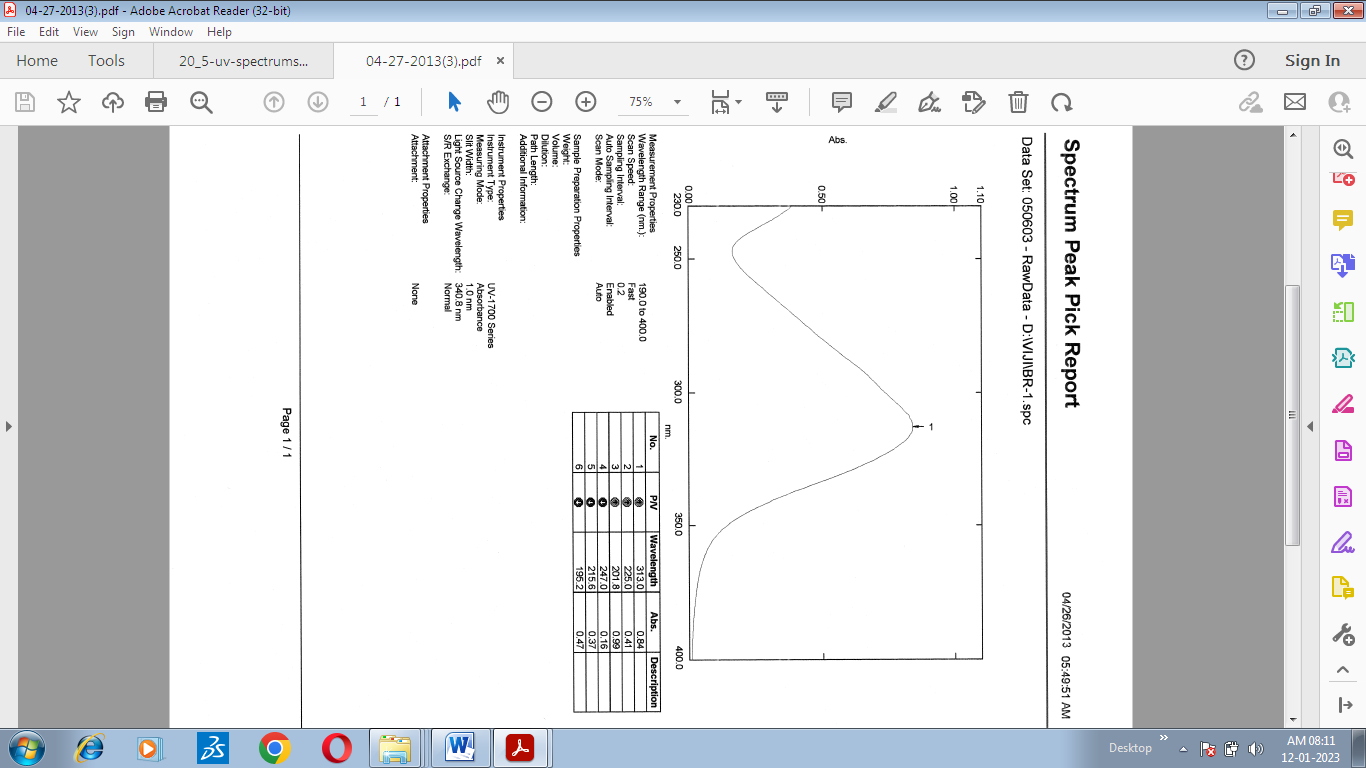 04-27-2013(3).pdf - Adobe Acrobat Reader (32-bit)
File Edit View Sign Window Help
Home Tools 20_5-uv-spectrums... 04-27-2013(3).pdf × Sign In
1 / 1 75%
Spectrum Peak Pick Report
04/26/2013 05:49:51 AM
Data Set: 050603 - RawData - D:\VIJI\BR-1.spc
1.10
1.00
0.50
0.00
Abs.
1
230.0 250.0 300.0 350.0 400.0
nm.
Measurement Properties
Wavelength Range (nm.): 190.0 to 400.0
Scan Speed: Fast
Sampling Interval: 0.2
Auto Sampling Interval: Enabled
Scan Mode: Auto
Sample Preparation Properties
Weight:
Volume:
Dilution:
Path Length:
Additional Information:
Instrument Properties
Instrument Type: UV-1700 Series
Measuring Mode: Absorbance
Slit Width: 1.0 nm
Light Source Change Wavelength: 340.8 nm
S/R Exchange: Normal
Attachment Properties
Attachment: None
No. P/V Wavelength Abs. Description
1 313.0 0.84
2 225.0 0.41
3 201.8 0.99
4 247.0 0.16
5 215.6 0.37
6 195.2 0.47
Page 1 / 1
Desktop » AM 08:11
12-01-2023